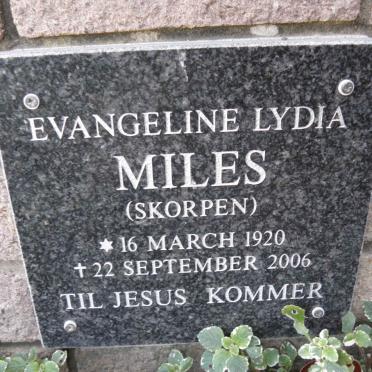 EVANGELINE LYDIA
MILES
(SKORPEN)
* 16 MARCH 1920
† 22 SEPTEMBER 2006
TIL JESUS KOMMER